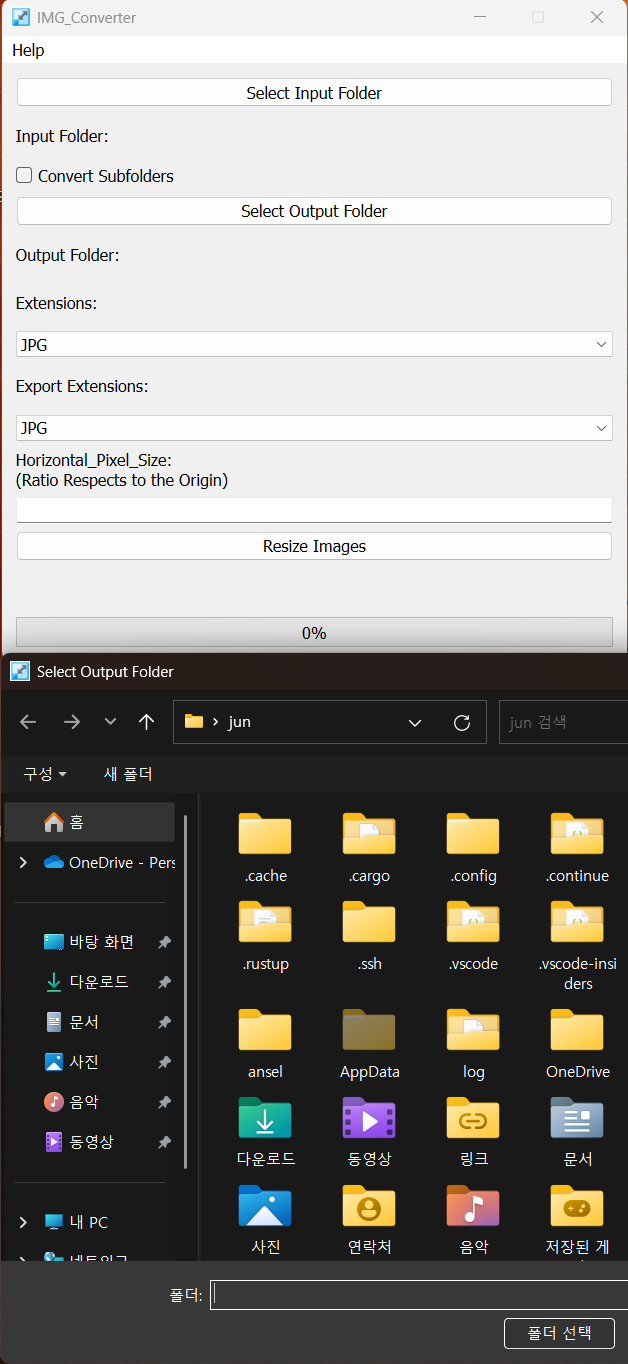 IMG_Converter
Help
Select Input Folder
Input Folder:
Convert Subfolders
Select Output Folder
Output Folder:
Extensions:
JPG
Export Extensions:
JPG
Horizontal_Pixel_Size:
(Ratio Respects to the Origin)
Resize Images
0%
Select Output Folder
jun
jun 검색
구성
새 폴더
홈
OneDrive - Pers
바탕 화면
다운로드
문서
사진
음악
동영상
내 PC
.cache
.cargo
.config
.continue
.rustup
.ssh
.vscode
.vscode-insi
ders
ansel
AppData
log
OneDrive
다운로드
동영상
링크
문서
사진
연락처
음악
저장된 게
폴더:
폴더 선택